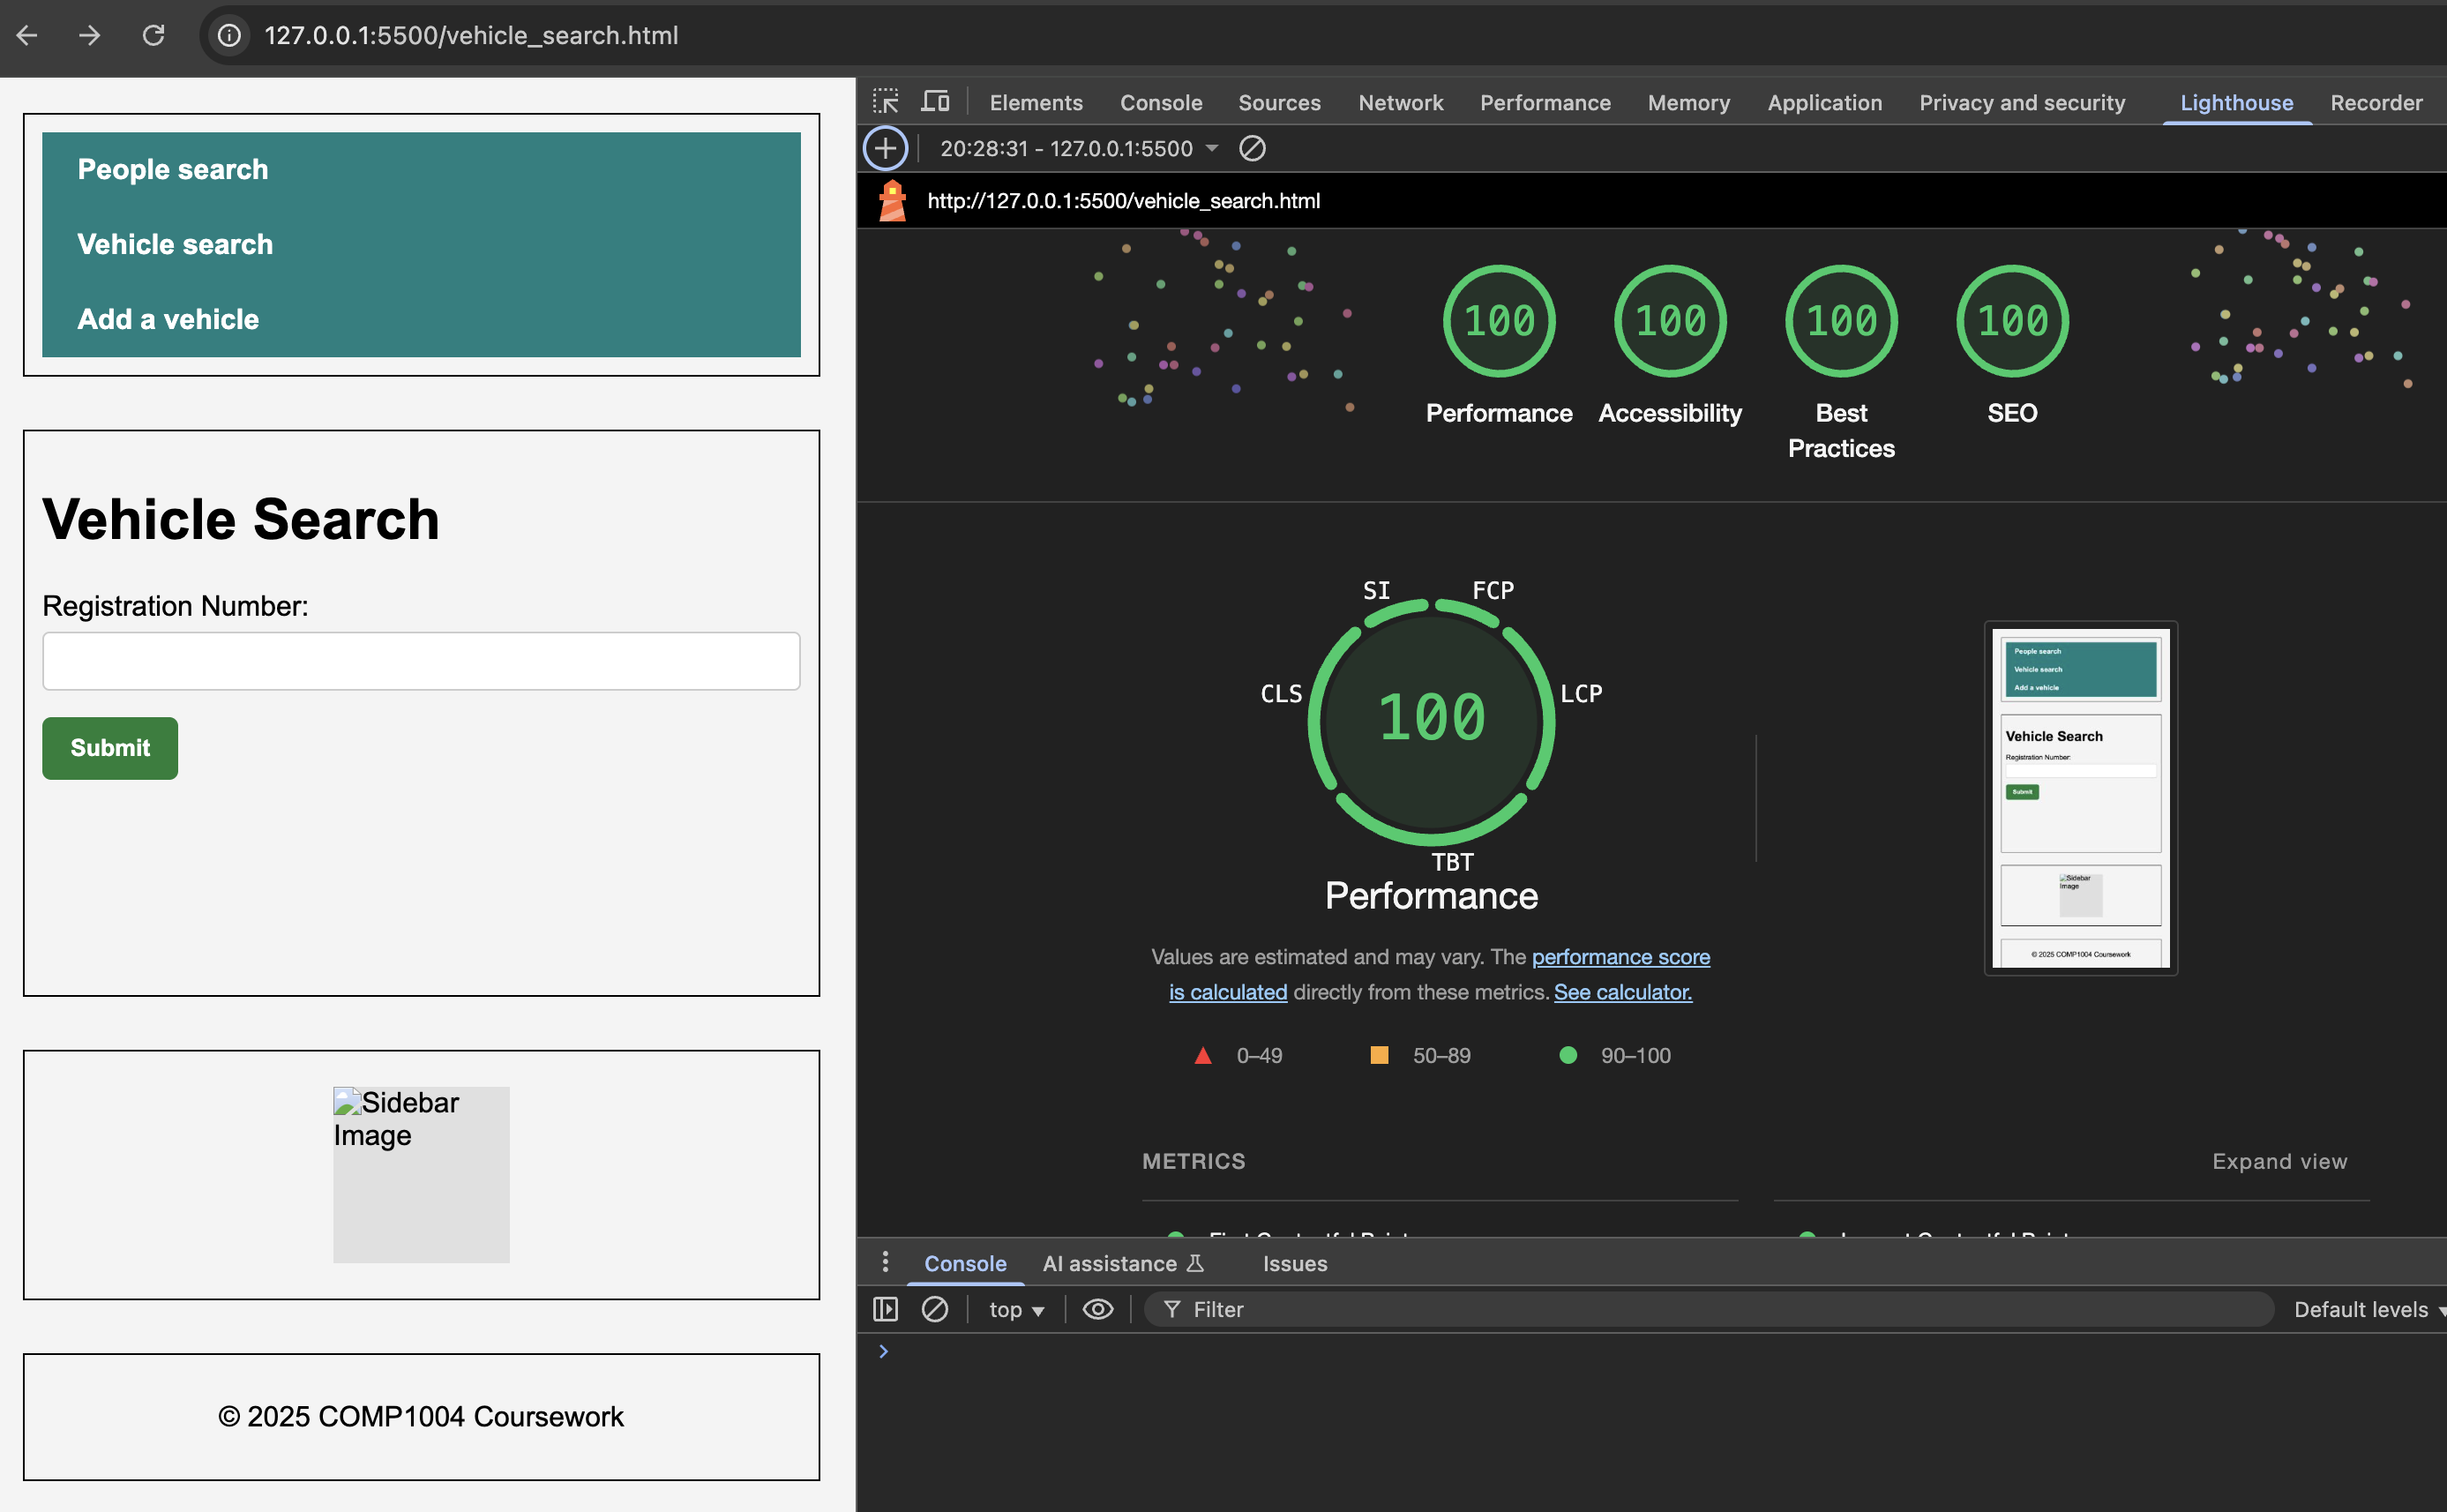 127.0.0.1:5500/vehicle_search.html
People search
Vehicle search
Add a vehicle
Vehicle Search
Registration Number:
Submit
Sidebar
Image
© 2025 COMP1004 Coursework
Elements Console Sources Network Performance Memory Application Privacy and security Lighthouse Recorder
20:28:31 - 127.0.0.1:5500
http://127.0.0.1:5500/vehicle_search.html
100 100 100 100
Performance Accessibility Best Practices SEO
SI FCP
CLS 100 LCP
TBT
Performance
Values are estimated and may vary. The performance score
is calculated directly from these metrics. See calculator.
0–49 50–89 90–100
People search
Vehicle search
Add a vehicle
Vehicle Search
Registration Number:
Submit
Sidebar
Image
© 2025 COMP1004 Coursework
METRICS Expand view
First Contentful Paint Largest Contentful Paint
Console AI assistance Issues
top Filter Default levels